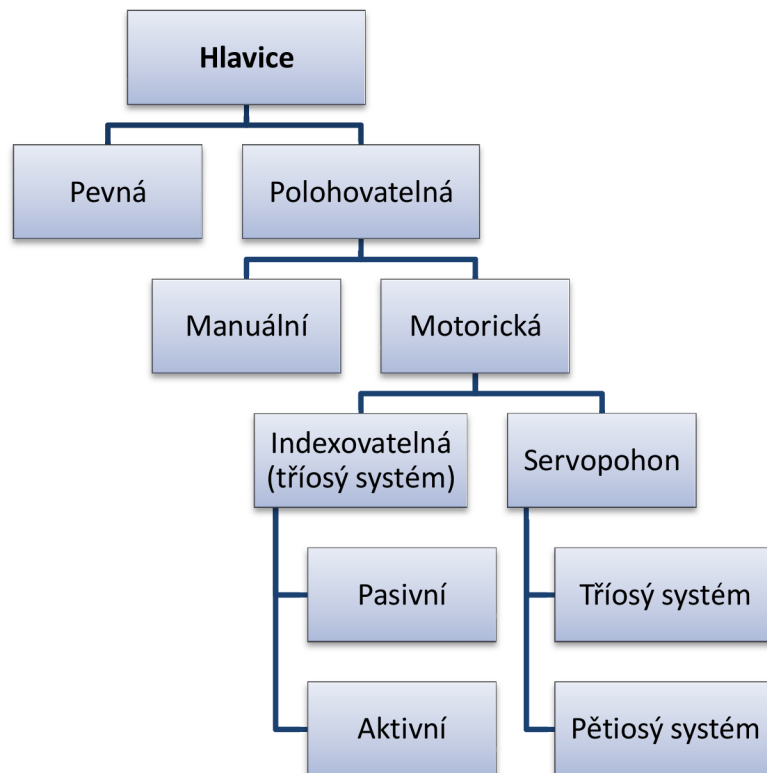 Hlavice
Pevná
Polohovatelná
Manuální
Motorická
Indexovatelná
(tříosý systém)
Servopohon
Pasivní
Tříosý systém
Aktivní
Pětiosý systém